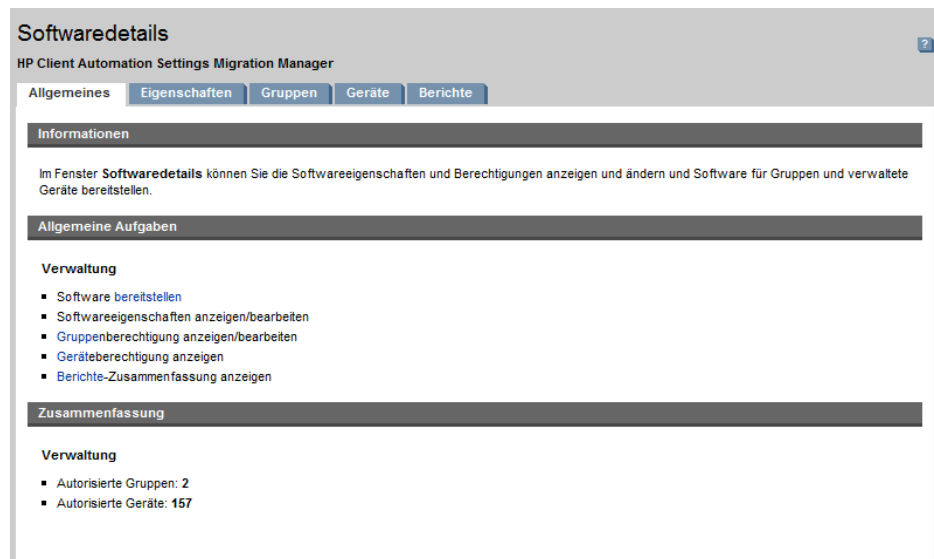 Softwaredetails
?
HP Client Automation Settings Migration Manager
Allgemeines Eigenschaften Gruppen Geräte Berichte
Informationen
Im Fenster Softwaredetails können Sie die Softwareeigenschaften und Berechtigungen anzeigen und ändern und Software für Gruppen und verwaltete
Geräte bereitstellen.
Allgemeine Aufgaben
Verwaltung
Software bereitstellen
Softwareeigenschaften anzeigen/bearbeiten
Gruppenberechtigung anzeigen/bearbeiten
Geräteberechtigung anzeigen
Berichte-Zusammenfassung anzeigen
Zusammenfassung
Verwaltung
Autorisierte Gruppen: 2
Autorisierte Geräte: 157